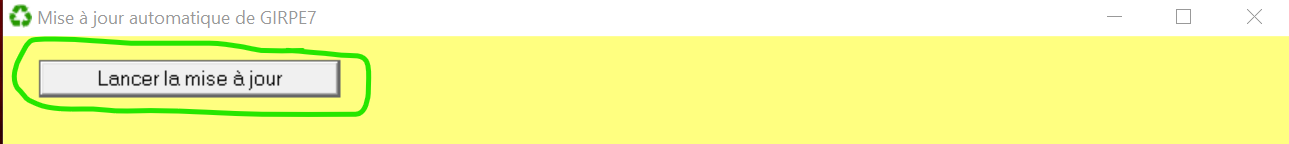 Mise à jour automatique de GIRPE7
Lancer la mise à jour